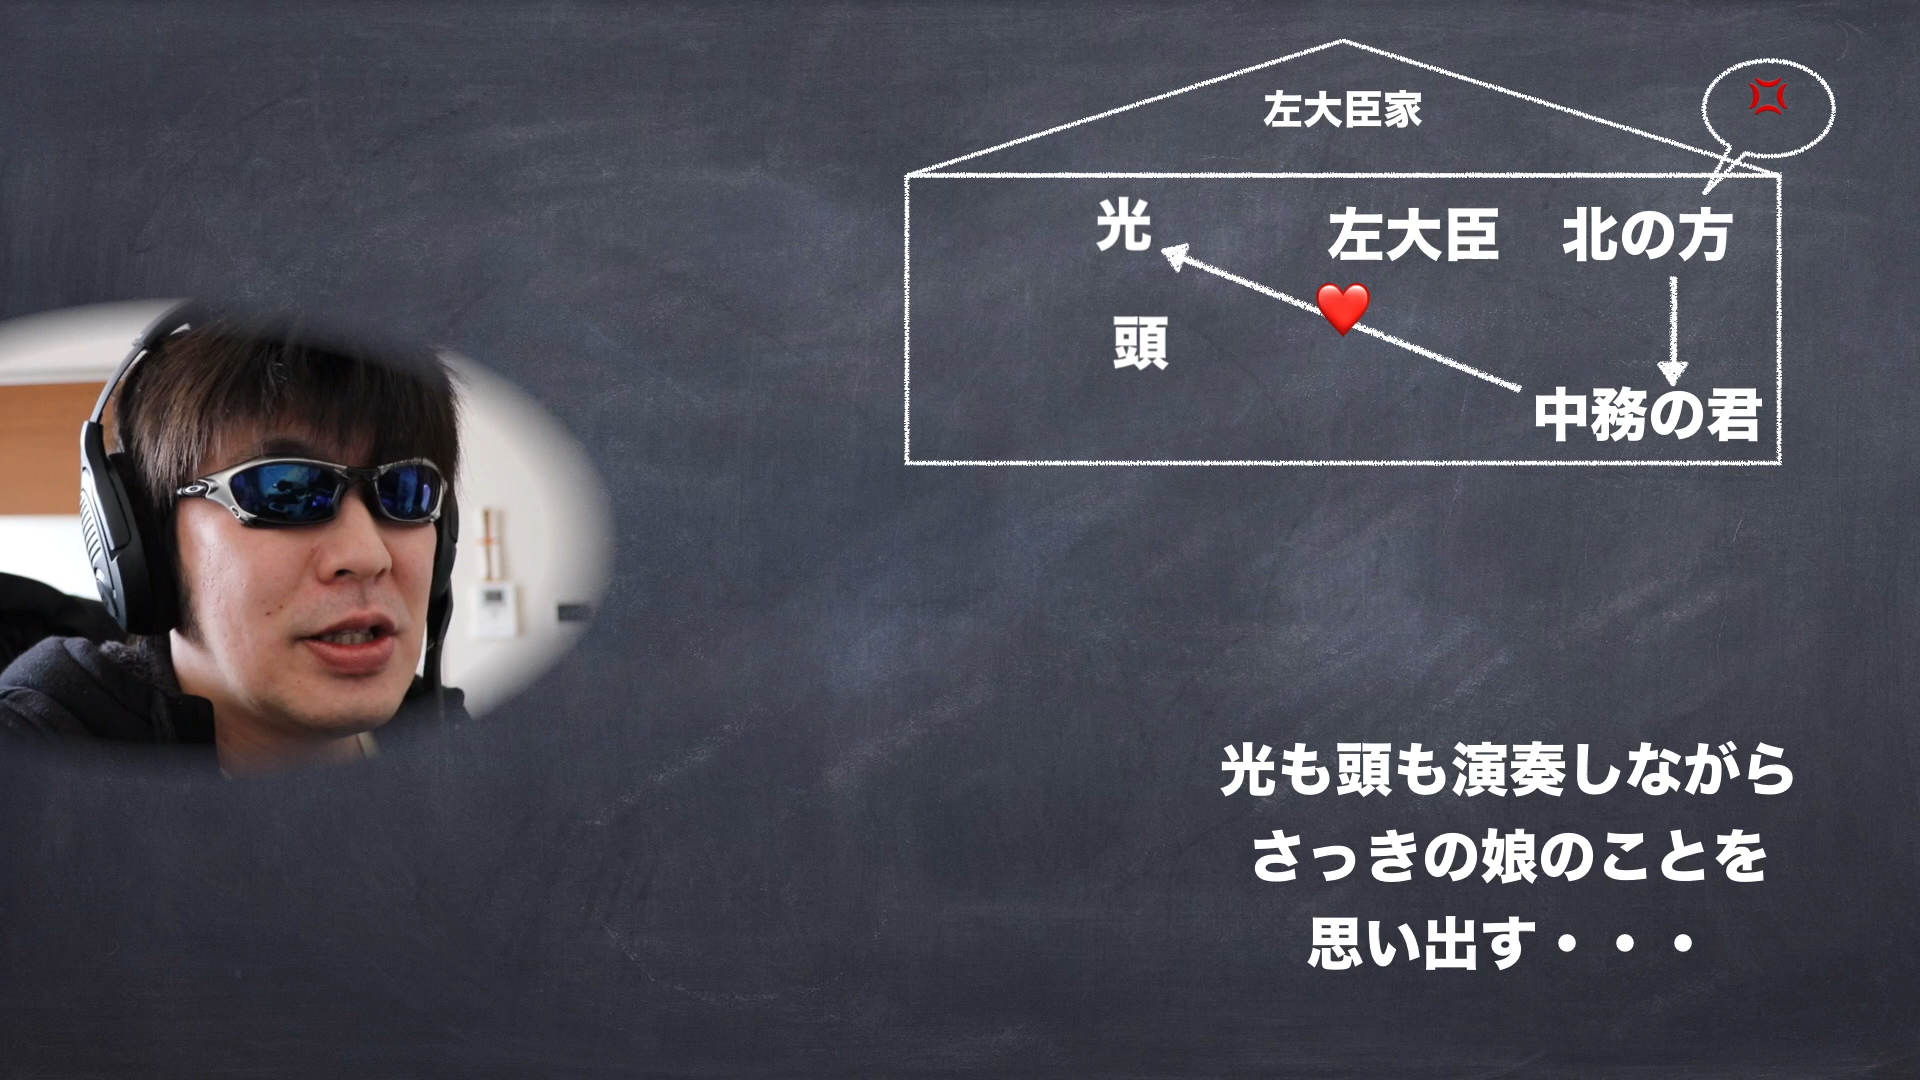 左大臣家
光
左大臣
北の方
頭
中務の君
光も頭も演奏しながら
さっきの娘のことを
思い出す・・・